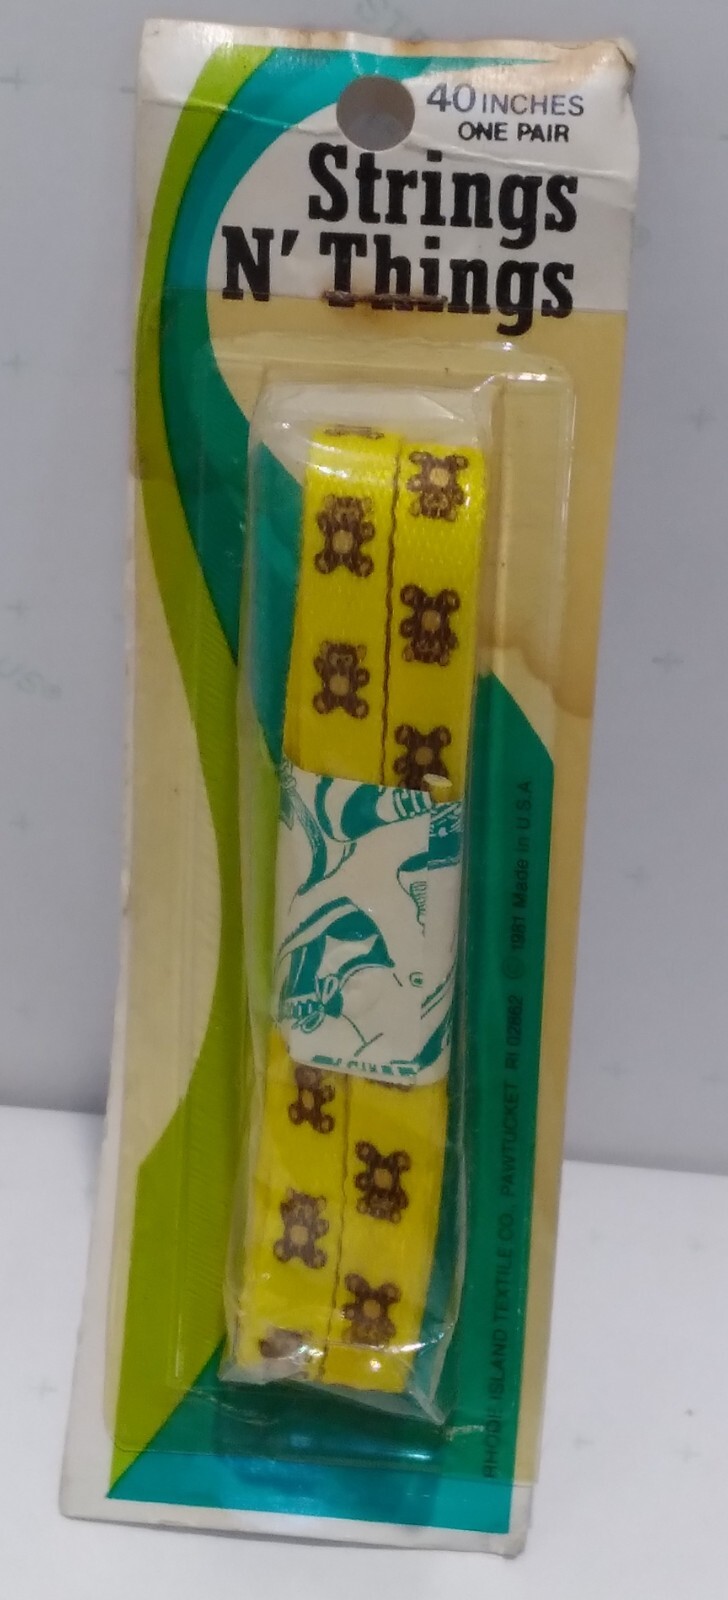 40 INCHES
ONE PAIR
Strings
N' Things
RHODE ISLAND TEXTILE CO. PAWTUCKET RI 02862 © 1981 Made in U.S.A